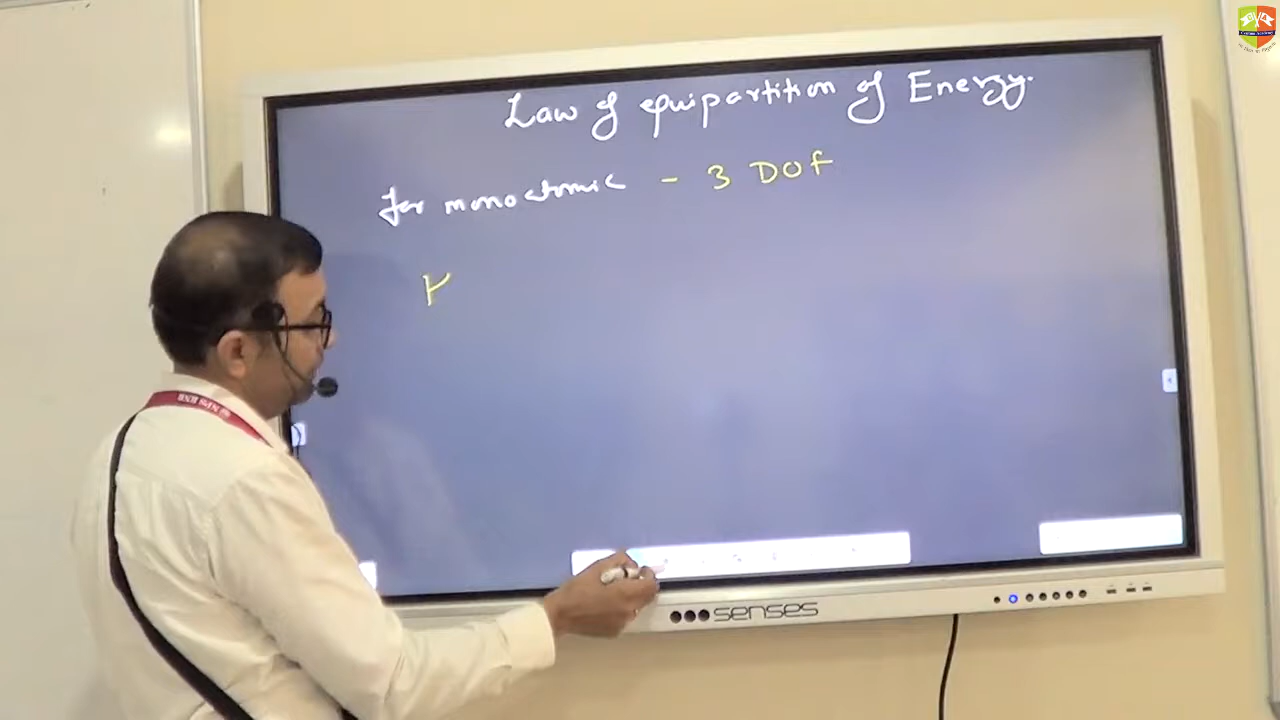 Law of equipartition of Energy.
for monoatomic - 3 DOF
senses